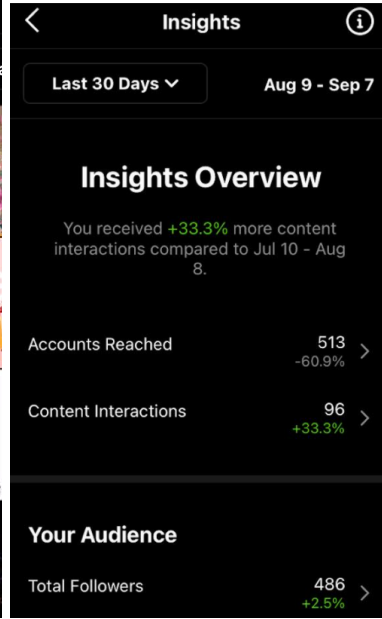 Insights
Last 30 Days
Aug 9 - Sep 7
Insights Overview
You received +33.3% more content
interactions compared to Jul 10 - Aug
8.
Accounts Reached
513
-60.9%
Content Interactions
96
+33.3%
Your Audience
Total Followers
486
+2.5%